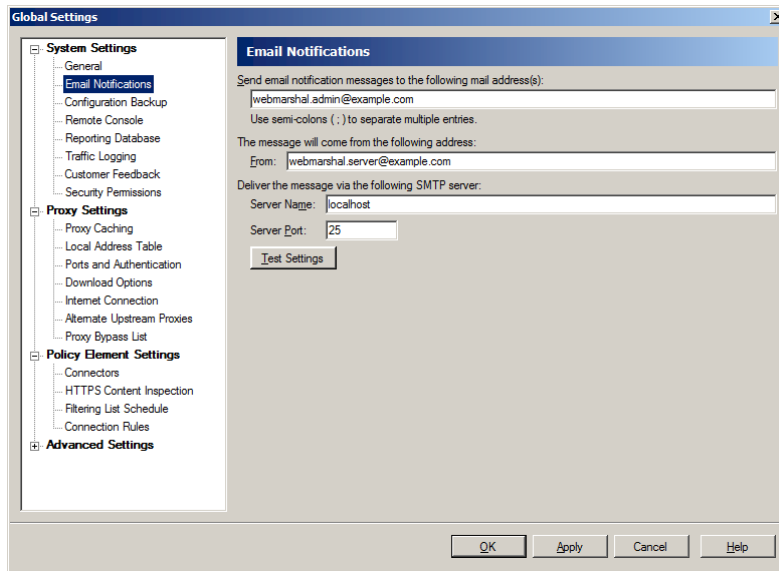 Global Settings
System Settings
General
Email Notifications
Configuration Backup
Remote Console
Reporting Database
Traffic Logging
Customer Feedback
Security Permissions
Proxy Settings
Proxy Caching
Local Address Table
Ports and Authentication
Download Options
Internet Connection
Alternate Upstream Proxies
Proxy Bypass List
Policy Element Settings
Connectors
HTTPS Content Inspection
Filtering List Schedule
Connection Rules
Advanced Settings
Email Notifications
Send email notification messages to the following mail address(s):
webmarshal.admin@example.com
Use semi-colons ( ; ) to separate multiple entries.
The message will come from the following address:
From: webmarshal.server@example.com
Deliver the message via the following SMTP server:
Server Name: localhost
Server Port: 25
Test Settings
OK Apply Cancel Help